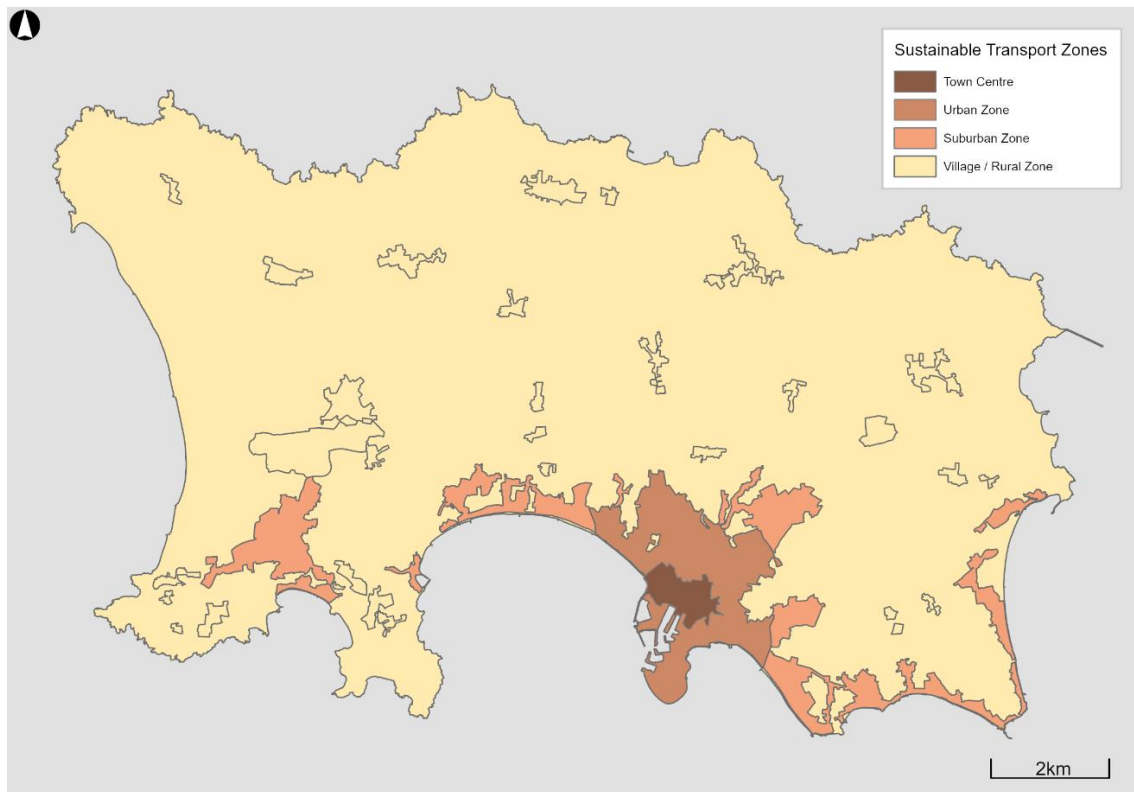 Sustainable Transport Zones
Town Centre
Urban Zone
Suburban Zone
Village / Rural Zone
2km